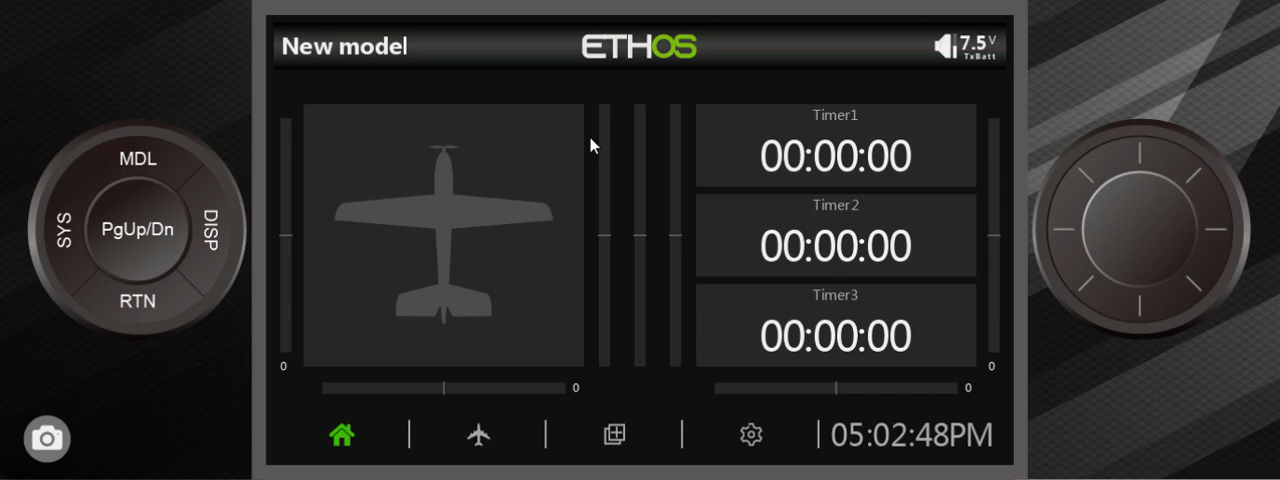 New model
ETHOS
7.5V
TxBatt
MDL
SYS
PgUp/Dn
DISP
RTN
Timer1
00:00:00
Timer2
00:00:00
Timer3
00:00:00
0
0
0
0
05:02:48PM